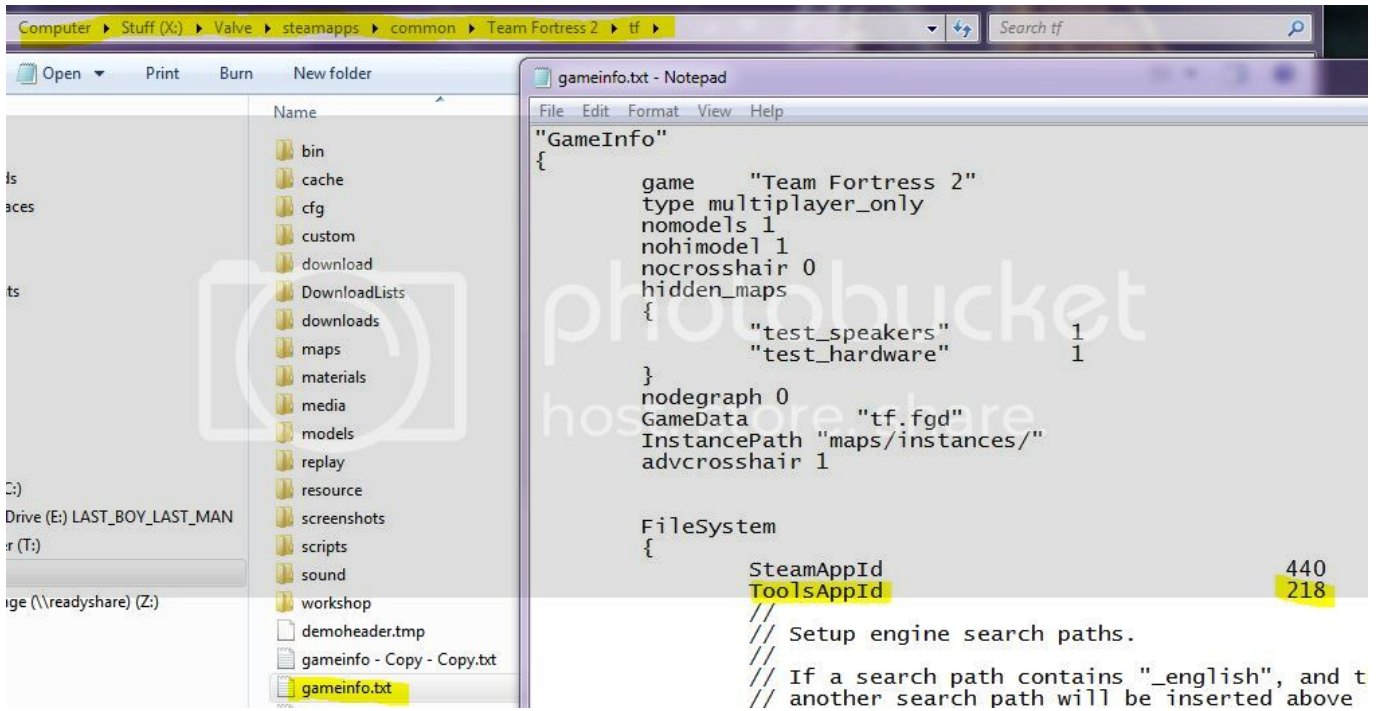 Computer ▸ Stuff (X:) ▸ Valve ▸ steamapps ▸ common ▸ Team Fortress 2 ▸ tf ▸
Search tf
Open Print Burn New folder
Name
bin
cache
cfg
custom
download
DownloadLists
downloads
maps
materials
media
models
replay
resource
screenshots
scripts
sound
workshop
demoheader.tmp
gameinfo - Copy - Copy.txt
gameinfo.txt
ds
aces
ts
C:)
Drive (E:) LAST_BOY_LAST_MAN
er (T:)
age (\\readyshare) (Z:)
gameinfo.txt - Notepad
File Edit Format View Help
"GameInfo"
{
game "Team Fortress 2"
type multiplayer_only
nomodels 1
nohimodel 1
nocrosshair 0
hidden_maps
{
"test_speakers" 1
"test_hardware" 1
}
nodegraph 0
GameData "tf.fgd"
InstancePath "maps/instances/"
advcrosshair 1
FileSystem
{
SteamAppId 440
ToolsAppId 218
//
// Setup engine search paths.
//
// If a search path contains "_english", and t
// another search path will be inserted above
photobucket
host. store. share.